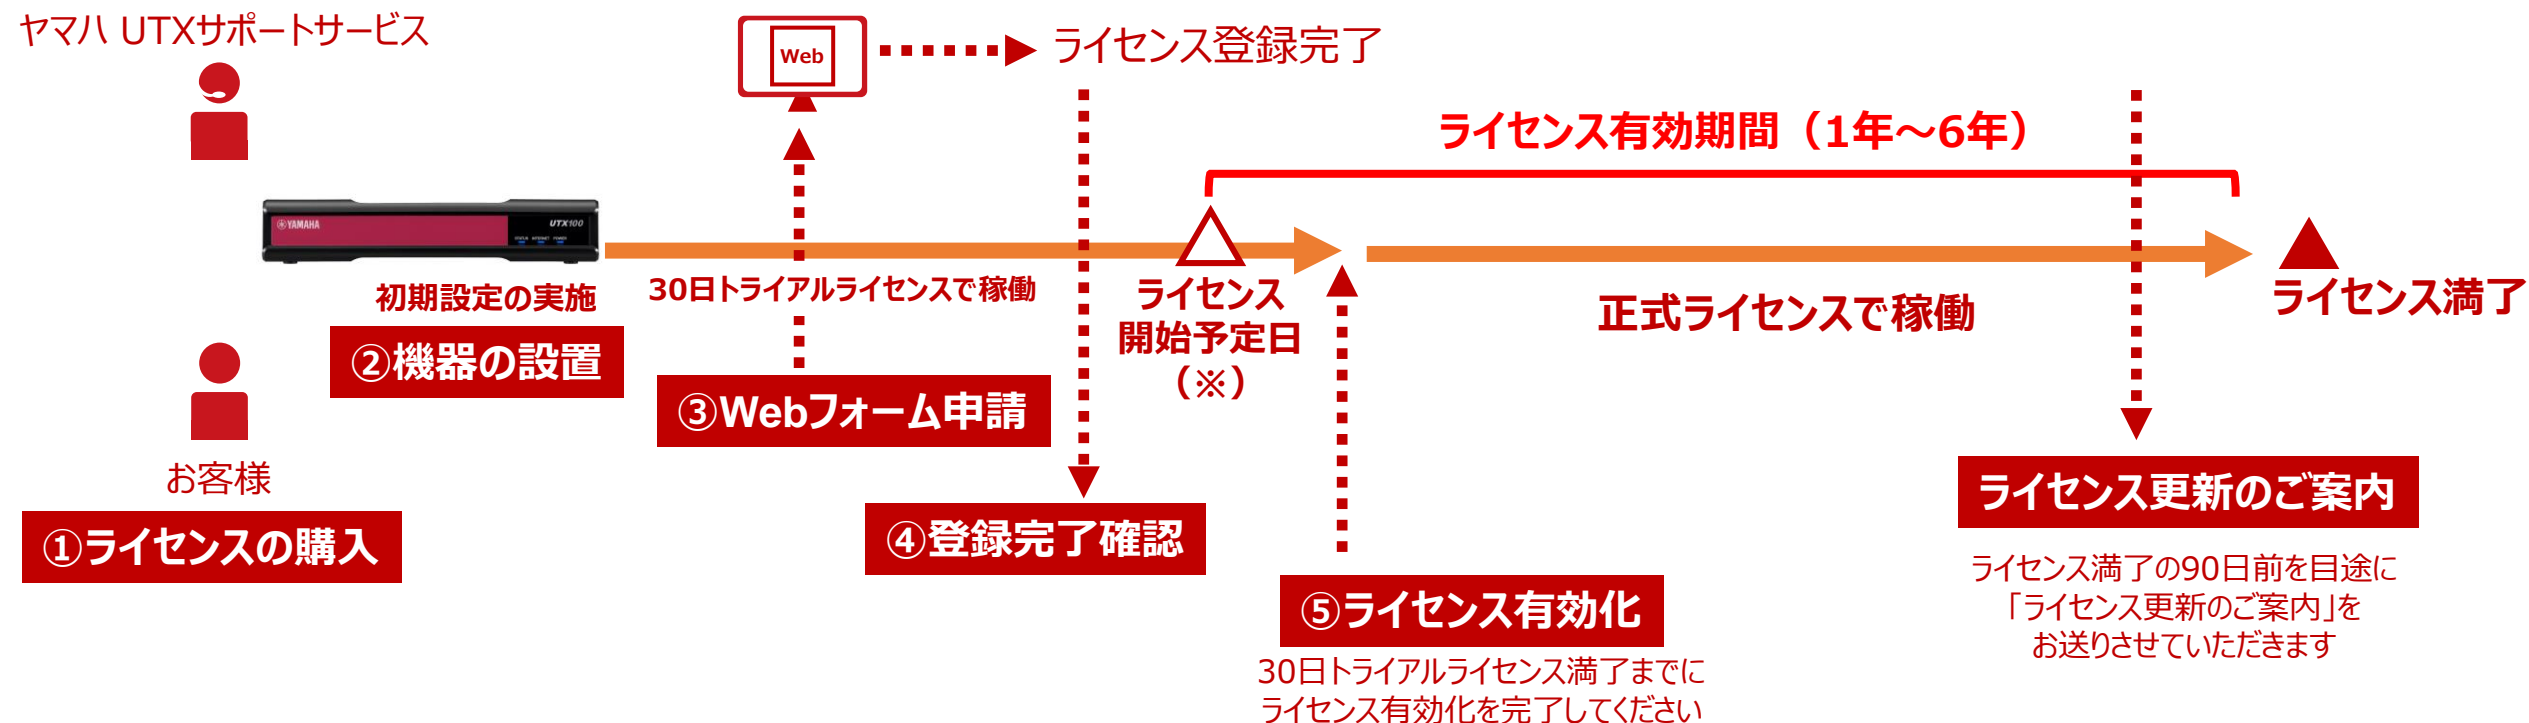 ヤマハ UTXサポートサービス
Web
ライセンス登録完了
ライセンス有効期間（1年～6年）
YAMAHA
UTX100
STATUS INTERNET POWER
初期設定の実施
30日トライアルライセンスで稼働
ライセンス
開始予定日
（※）
正式ライセンスで稼働
ライセンス満了
②機器の設置
③Webフォーム申請
お客様
①ライセンスの購入
④登録完了確認
⑤ライセンス有効化
30日トライアルライセンス満了までに
ライセンス有効化を完了してください
ライセンス更新のご案内
ライセンス満了の90日前を目途に
「ライセンス更新のご案内」を
お送りさせていただきます